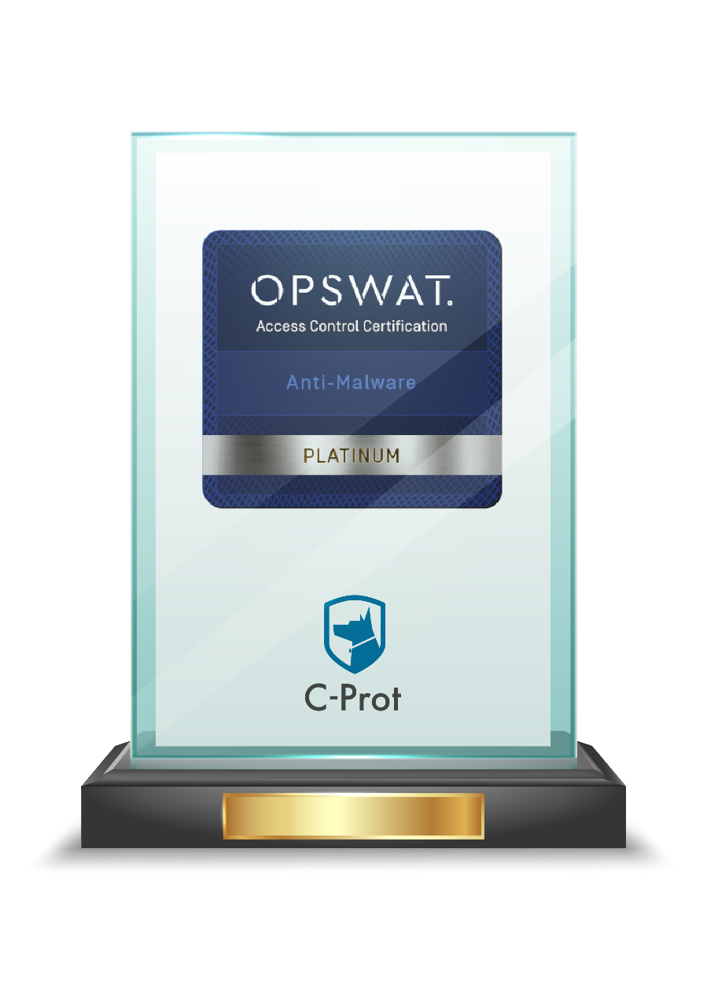 OPSWAT.
Access Control Certification
Anti-Malware
PLATINUM
C-Prot